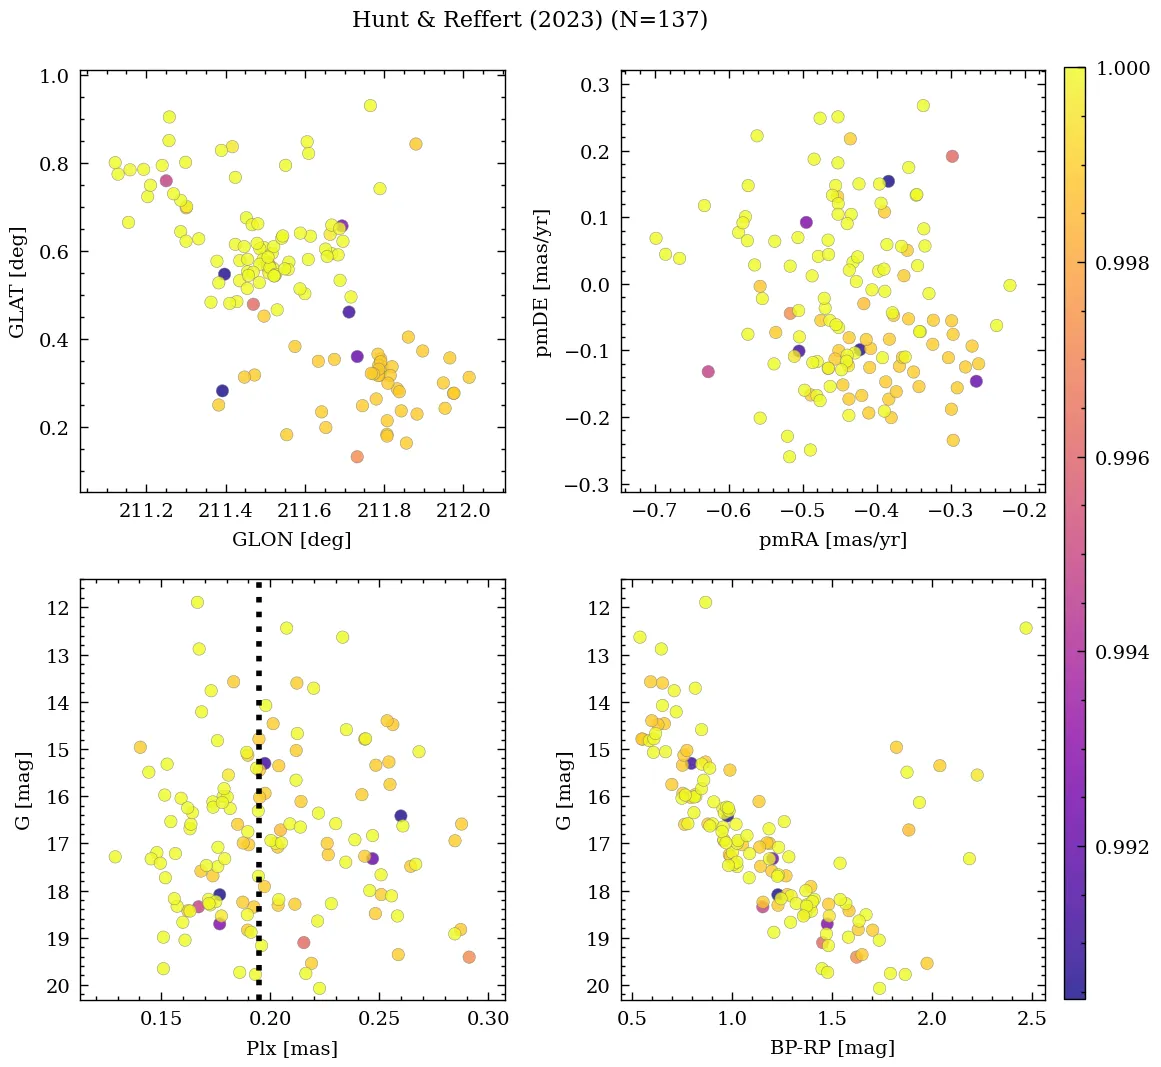 Hunt & Reffert (2023) (N=137)
1.0
0.8
0.6
0.4
0.2
GLAT [deg]
211.2 211.4 211.6 211.8 212.0
GLON [deg]
0.3
0.2
0.1
0.0
−0.1
−0.2
−0.3
pmDE [mas/yr]
−0.7 −0.6 −0.5 −0.4 −0.3 −0.2
pmRA [mas/yr]
12
13
14
15
16
17
18
19
20
G [mag]
0.15 0.20 0.25 0.30
Plx [mas]
12
13
14
15
16
17
18
19
20
G [mag]
0.5 1.0 1.5 2.0 2.5
BP-RP [mag]
1.000
0.998
0.996
0.994
0.992